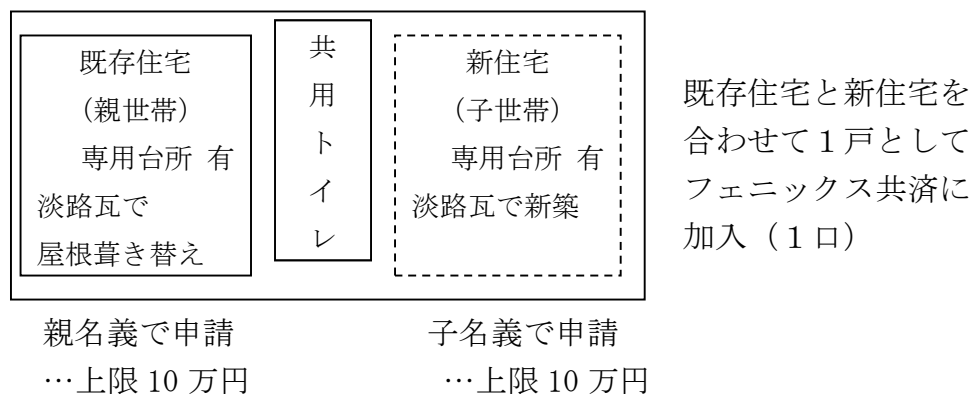 既存住宅
(親世帯)
専用台所 有
淡路瓦で
屋根葺き替え
共用トイレ
新住宅
(子世帯)
専用台所 有
淡路瓦で新築
既存住宅と新住宅を
合わせて１戸として
フェニックス共済に
加入（１口）
親名義で申請
…上限 10 万円
子名義で申請
…上限 10 万円